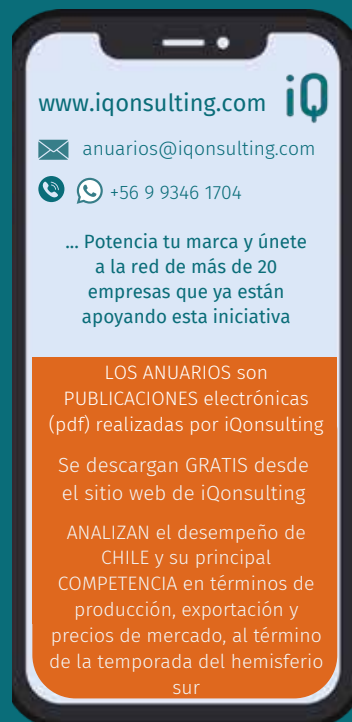 www.iqonsulting.com
iQ
anuarios@iqonsulting.com
+56 9 9346 1704
... Potencia tu marca y únete
a la red de más de 20
empresas que ya están
apoyando esta iniciativa
LOS ANUARIOS son
PUBLICACIONES electrónicas
(pdf) realizadas por iQonsulting
Se descargan GRATIS desde
el sitio web de iQonsulting
ANALIZAN el desempeño de
CHILE y su principal
COMPETENCIA en términos de
producción, exportación y
precios de mercado, al término
de la temporada del hemisferio
sur